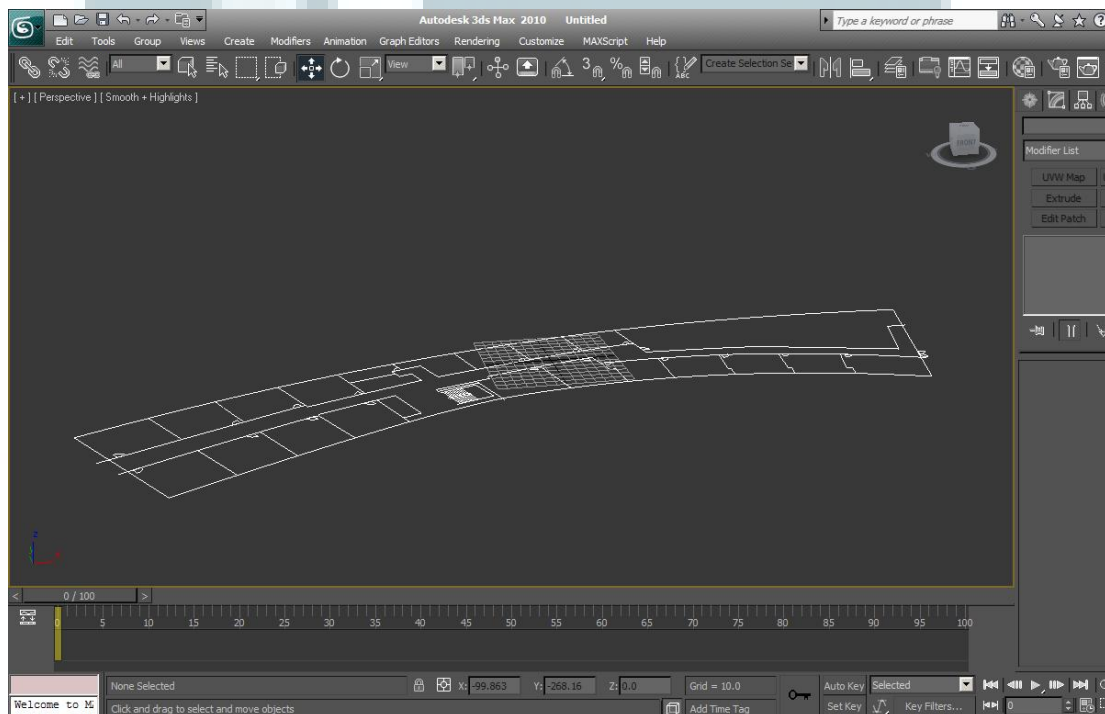 Autodesk 3ds Max 2010 Untitled
Type a keyword or phrase
Edit Tools Group Views Create Modifiers Animation Graph Editors Rendering Customize MAXScript Help
All
View
3
Create Selection Se
ABC
[ + ] [ Perspective ] [ Smooth + Highlights ]
FRONT
Modifier List
UVW Map
Extrude
Edit Patch
z
0 / 100
0 5 10 15 20 25 30 35 40 45 50 55 60 65 70 75 80 85 90 95 100
None Selected X: -99.863 Y: -268.16 Z: 0.0 Grid = 10.0 Auto Key Selected
Welcome to M
Click and drag to select and move objects Add Time Tag Set Key Key Filters... 0